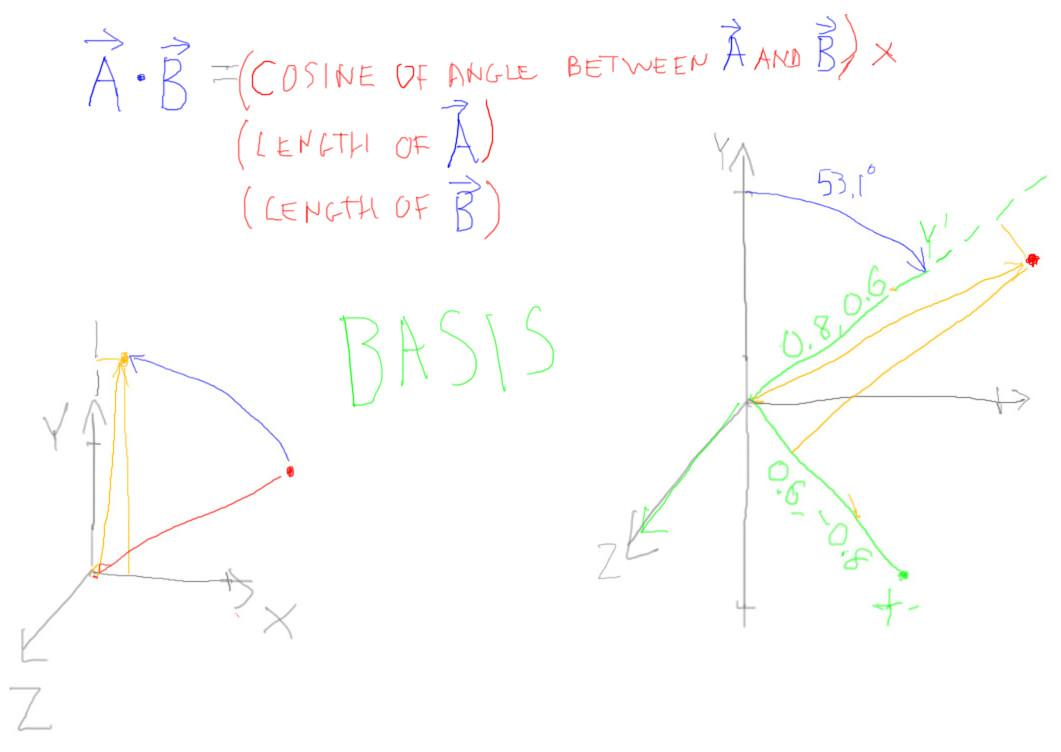 A · B = (COSINE OF ANGLE BETWEEN A AND B) X
(LENGTH OF A)
(LENGTH OF B)
Y
53,1°
Y'
0.8, 0.6
BASIS
Y
0.6, -0.8
Z
X
Z